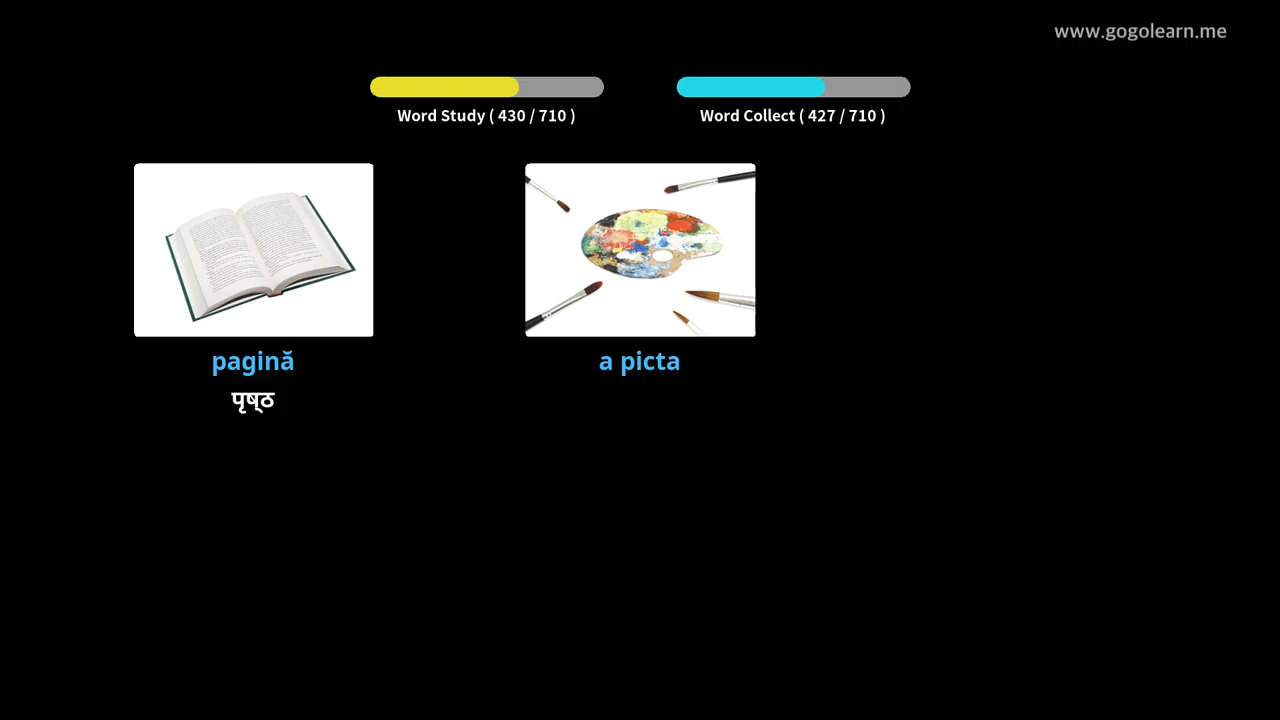 www.gogolearn.me
Word Study ( 430 / 710 )
Word Collect ( 427 / 710 )
pagină
a picta
पृष्ठ